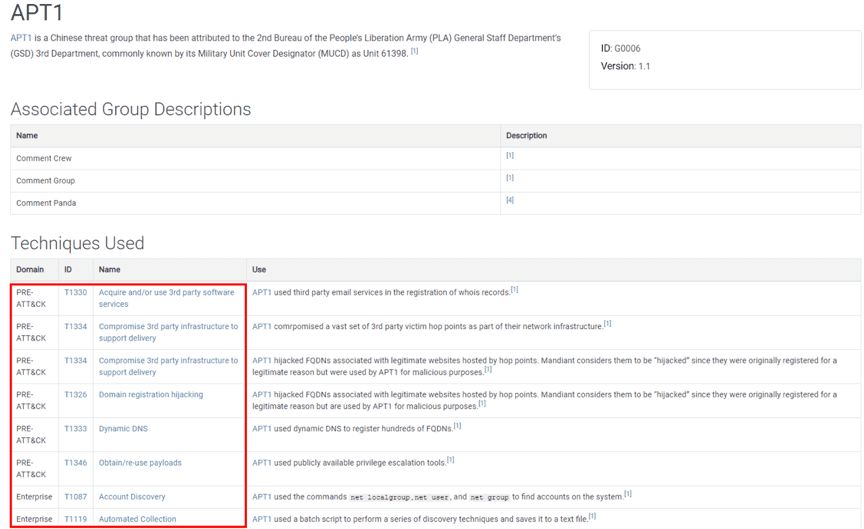 APT1
APT1 is a Chinese threat group that has been attributed to the 2nd Bureau of the People's Liberation Army (PLA) General Staff Department's
(GSD) 3rd Department, commonly known by its Military Unit Cover Designator (MUCD) as Unit 61398. [1]
ID: G0006
Version: 1.1
Associated Group Descriptions
Name Description
Comment Crew [1]
Comment Group [1]
Comment Panda [4]
Techniques Used
Domain ID Name Use
PRE-
ATT&CK
T1330
Acquire and/or use 3rd party software
services
APT1 used third party email services in the registration of whois records.[1]
PRE-
ATT&CK
T1334
Compromise 3rd party infrastructure to
support delivery
APT1 comrpomised a vast set of 3rd party victim hop points as part of their network infrastructure.[1]
PRE-
ATT&CK
T1334
Compromise 3rd party infrastructure to
support delivery
APT1 hijacked FQDNs associated with legitimate websites hosted by hop points. Mandiant considers them to be "hijacked" since they were originally registered for a
legitimate reason but were used by APT1 for malicious purposes.[1]
PRE-
ATT&CK
T1326
Domain registration hijacking
APT1 hijacked FQDNs associated with legitimate websites hosted by hop points. Mandiant considers them to be "hijacked" since they were originally registered for a
legitimate reason but are used by APT1 for malicious purposes.[1]
PRE-
ATT&CK
T1333
Dynamic DNS
APT1 used dynamic DNS to register hundreds of FQDNs.[1]
PRE-
ATT&CK
T1346
Obtain/re-use payloads
APT1 used publicly available privilege escalation tools.[1]
Enterprise T1087 Account Discovery APT1 used the commands net localgroup,net user, and net group to find accounts on the system.[1]
Enterprise T1119 Automated Collection APT1 used a batch script to perform a series of discovery techniques and saves it to a text file.[1]